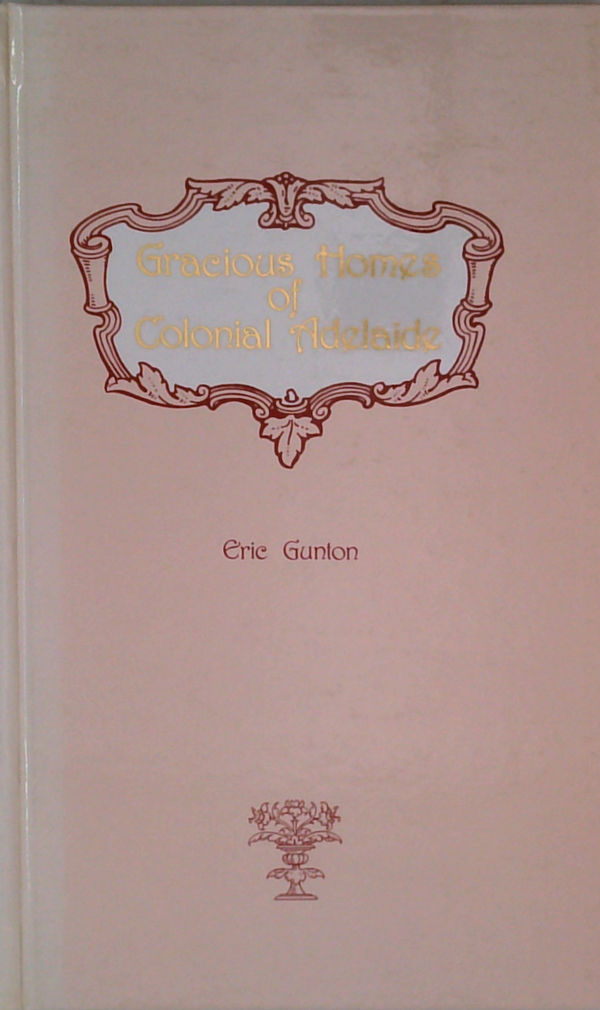 Gracious Homes
of
Colonial Adelaide
Eric Gunton